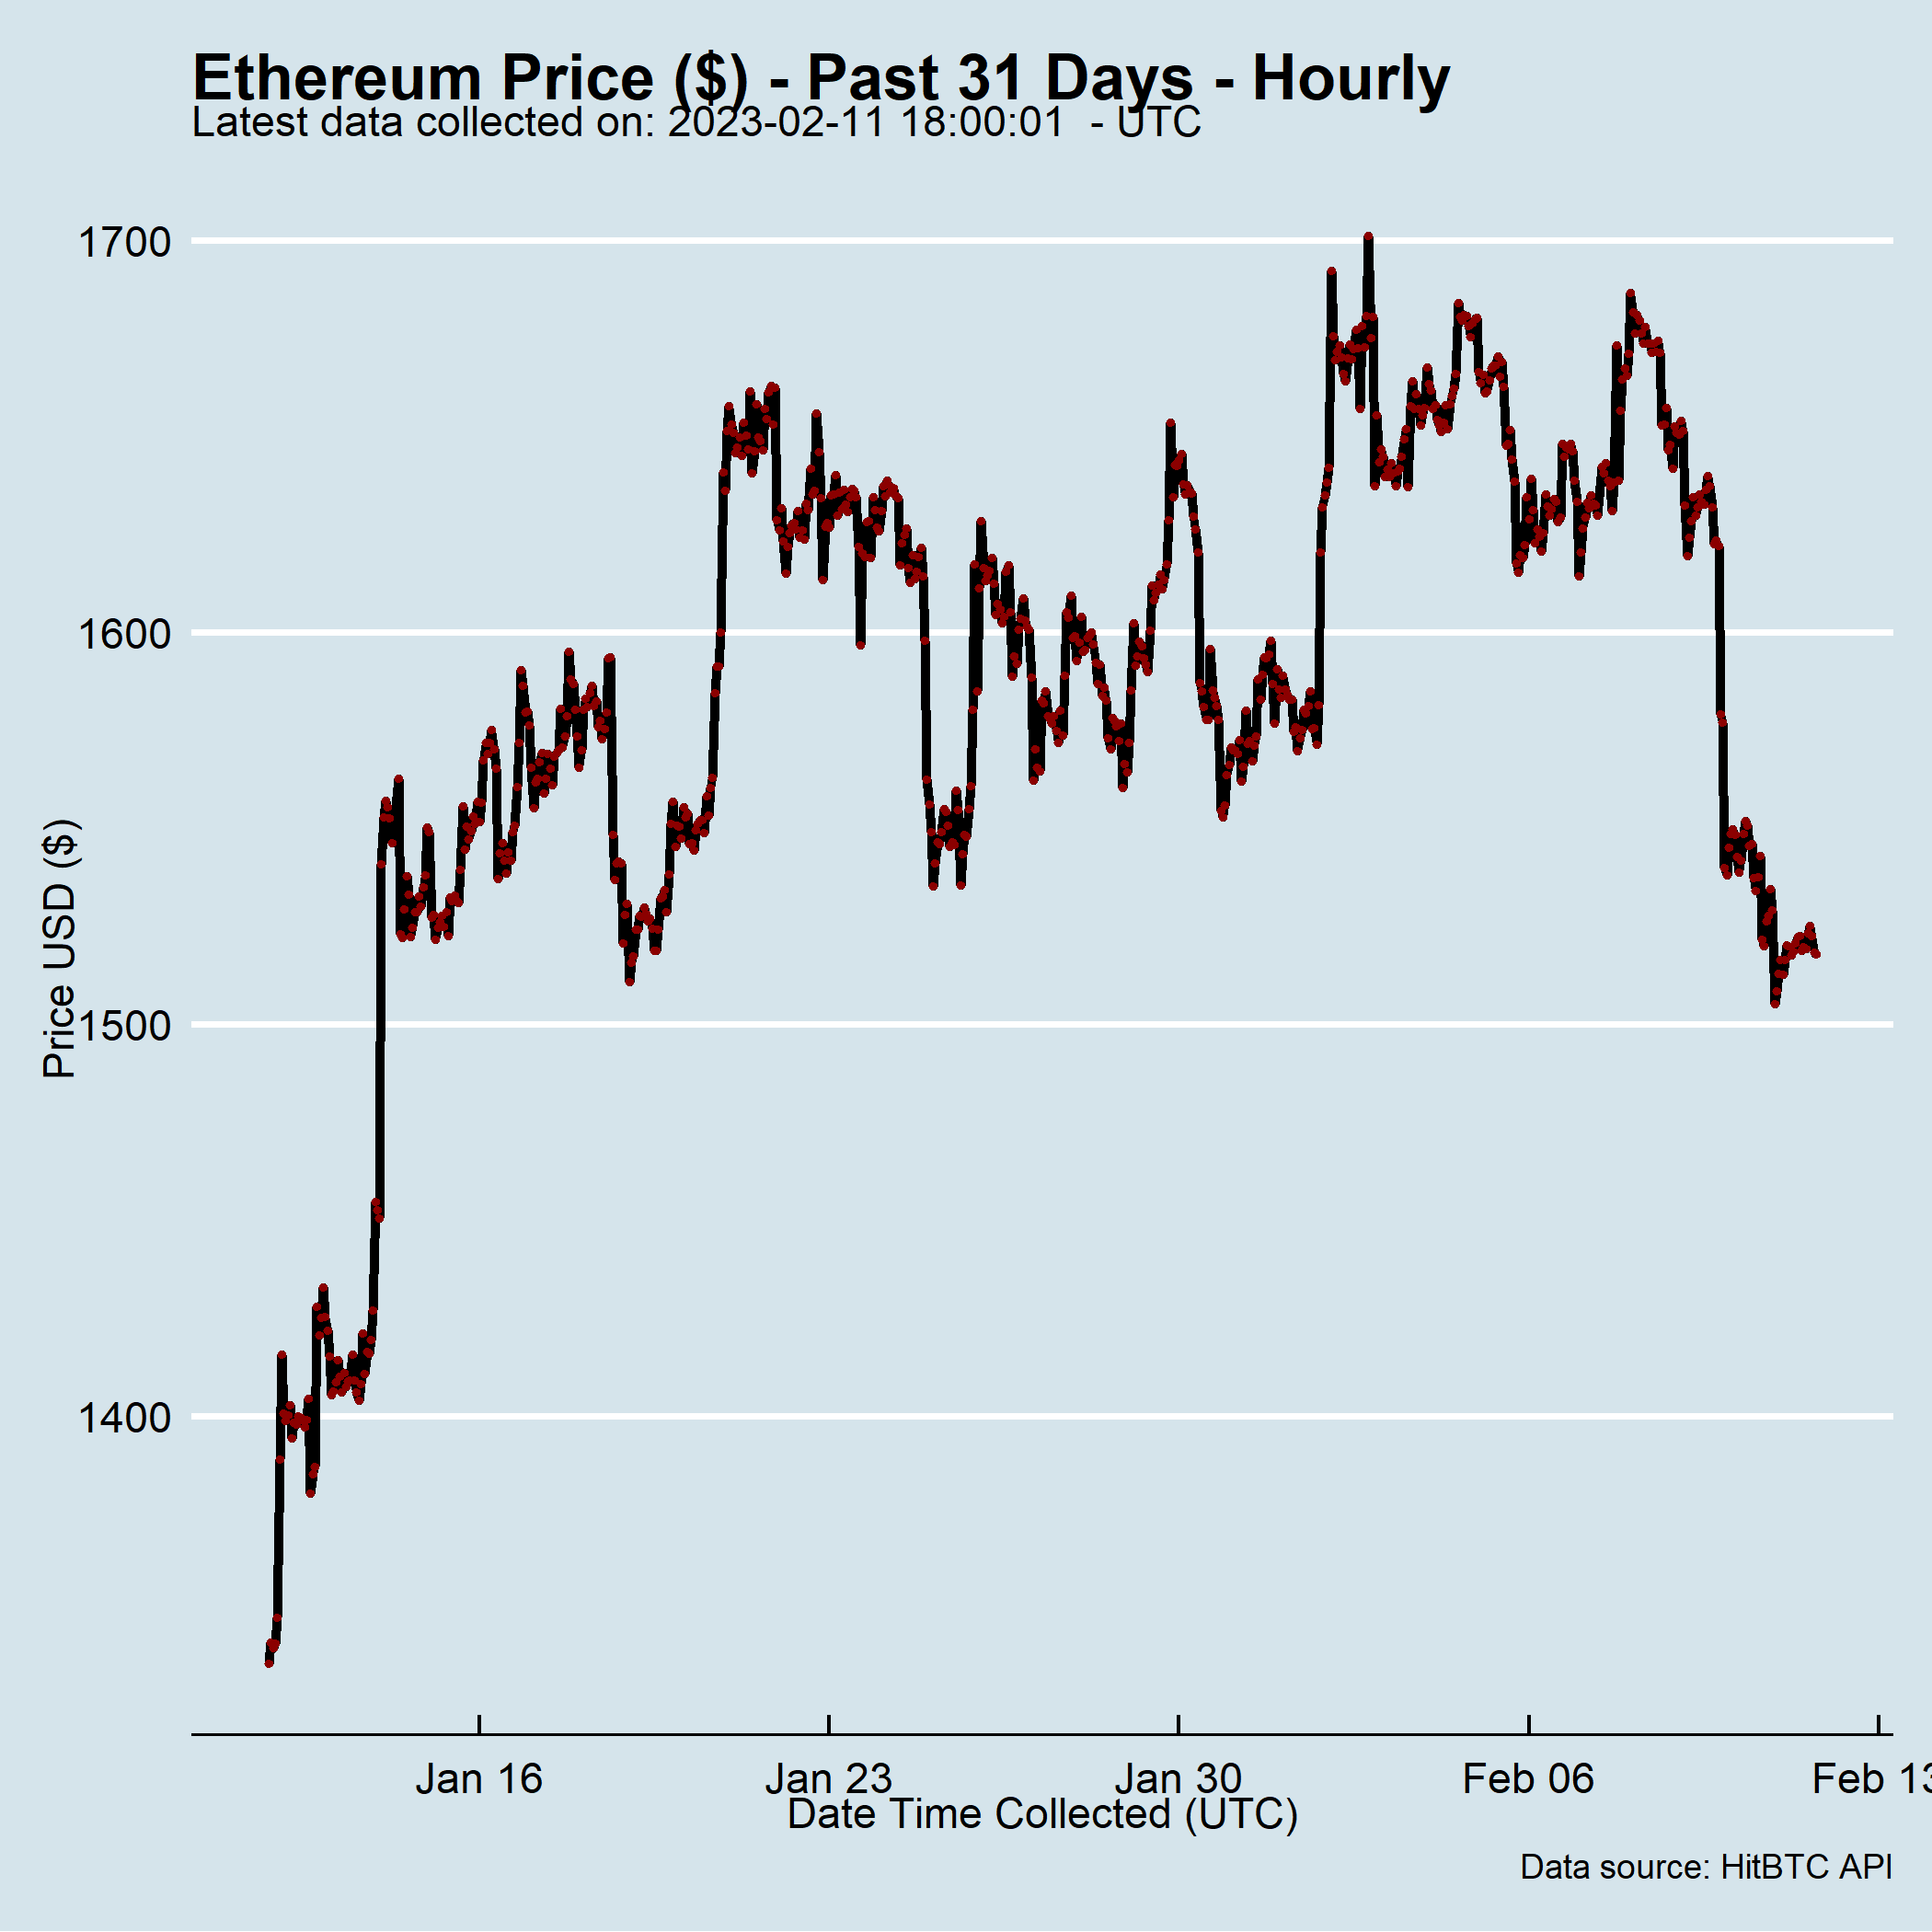 Ethereum Price ($) - Past 31 Days - Hourly
Latest data collected on: 2023-02-11 18:00:01  - UTC
1700
1600
1500
1400
Price USD ($)
Jan 16
Jan 23
Jan 30
Feb 06
Feb 13
Date Time Collected (UTC)
Data source: HitBTC API